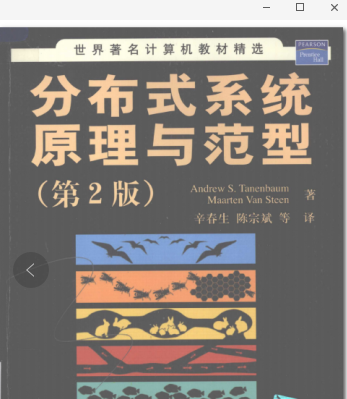 世界著名计算机教材精选
PEARSON
Prentice
Hall
分布式系统
原理与范型
（第2版）
Andrew S. Tanenbaum
Maarten Van Steen
著
辛春生 陈宗斌 等 译